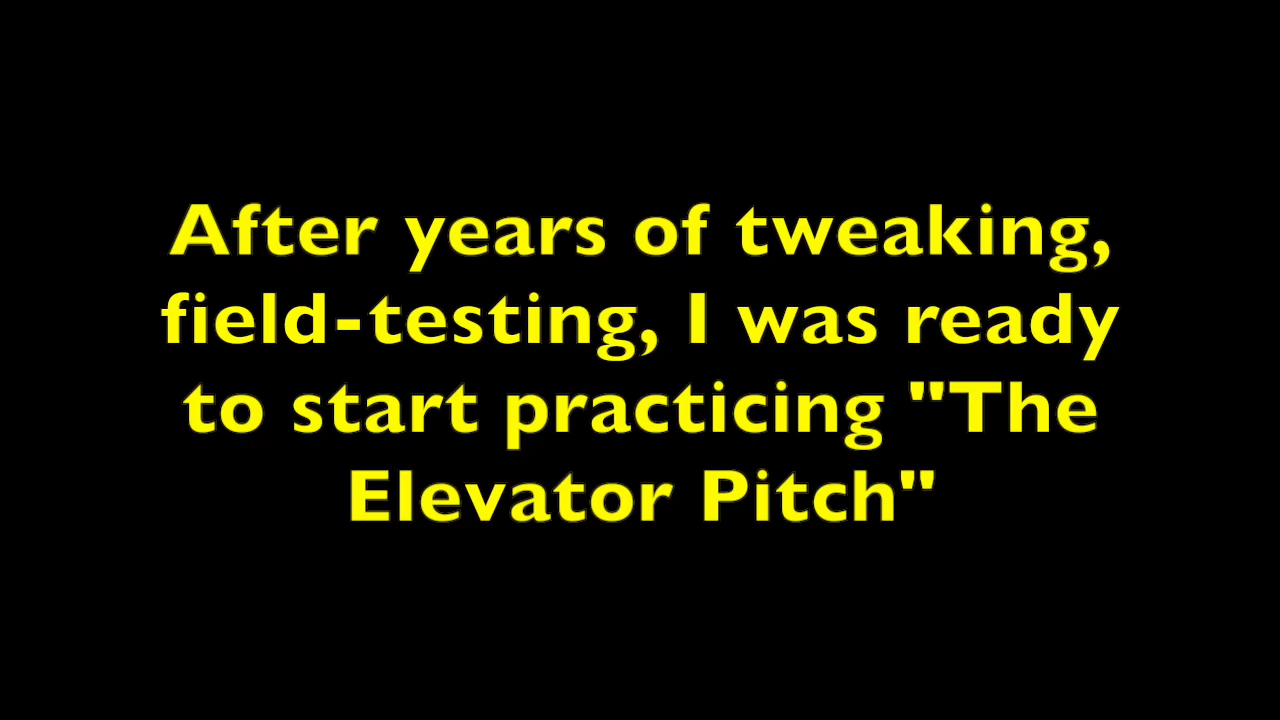 After years of tweaking,
field-testing, I was ready
to start practicing "The
Elevator Pitch"